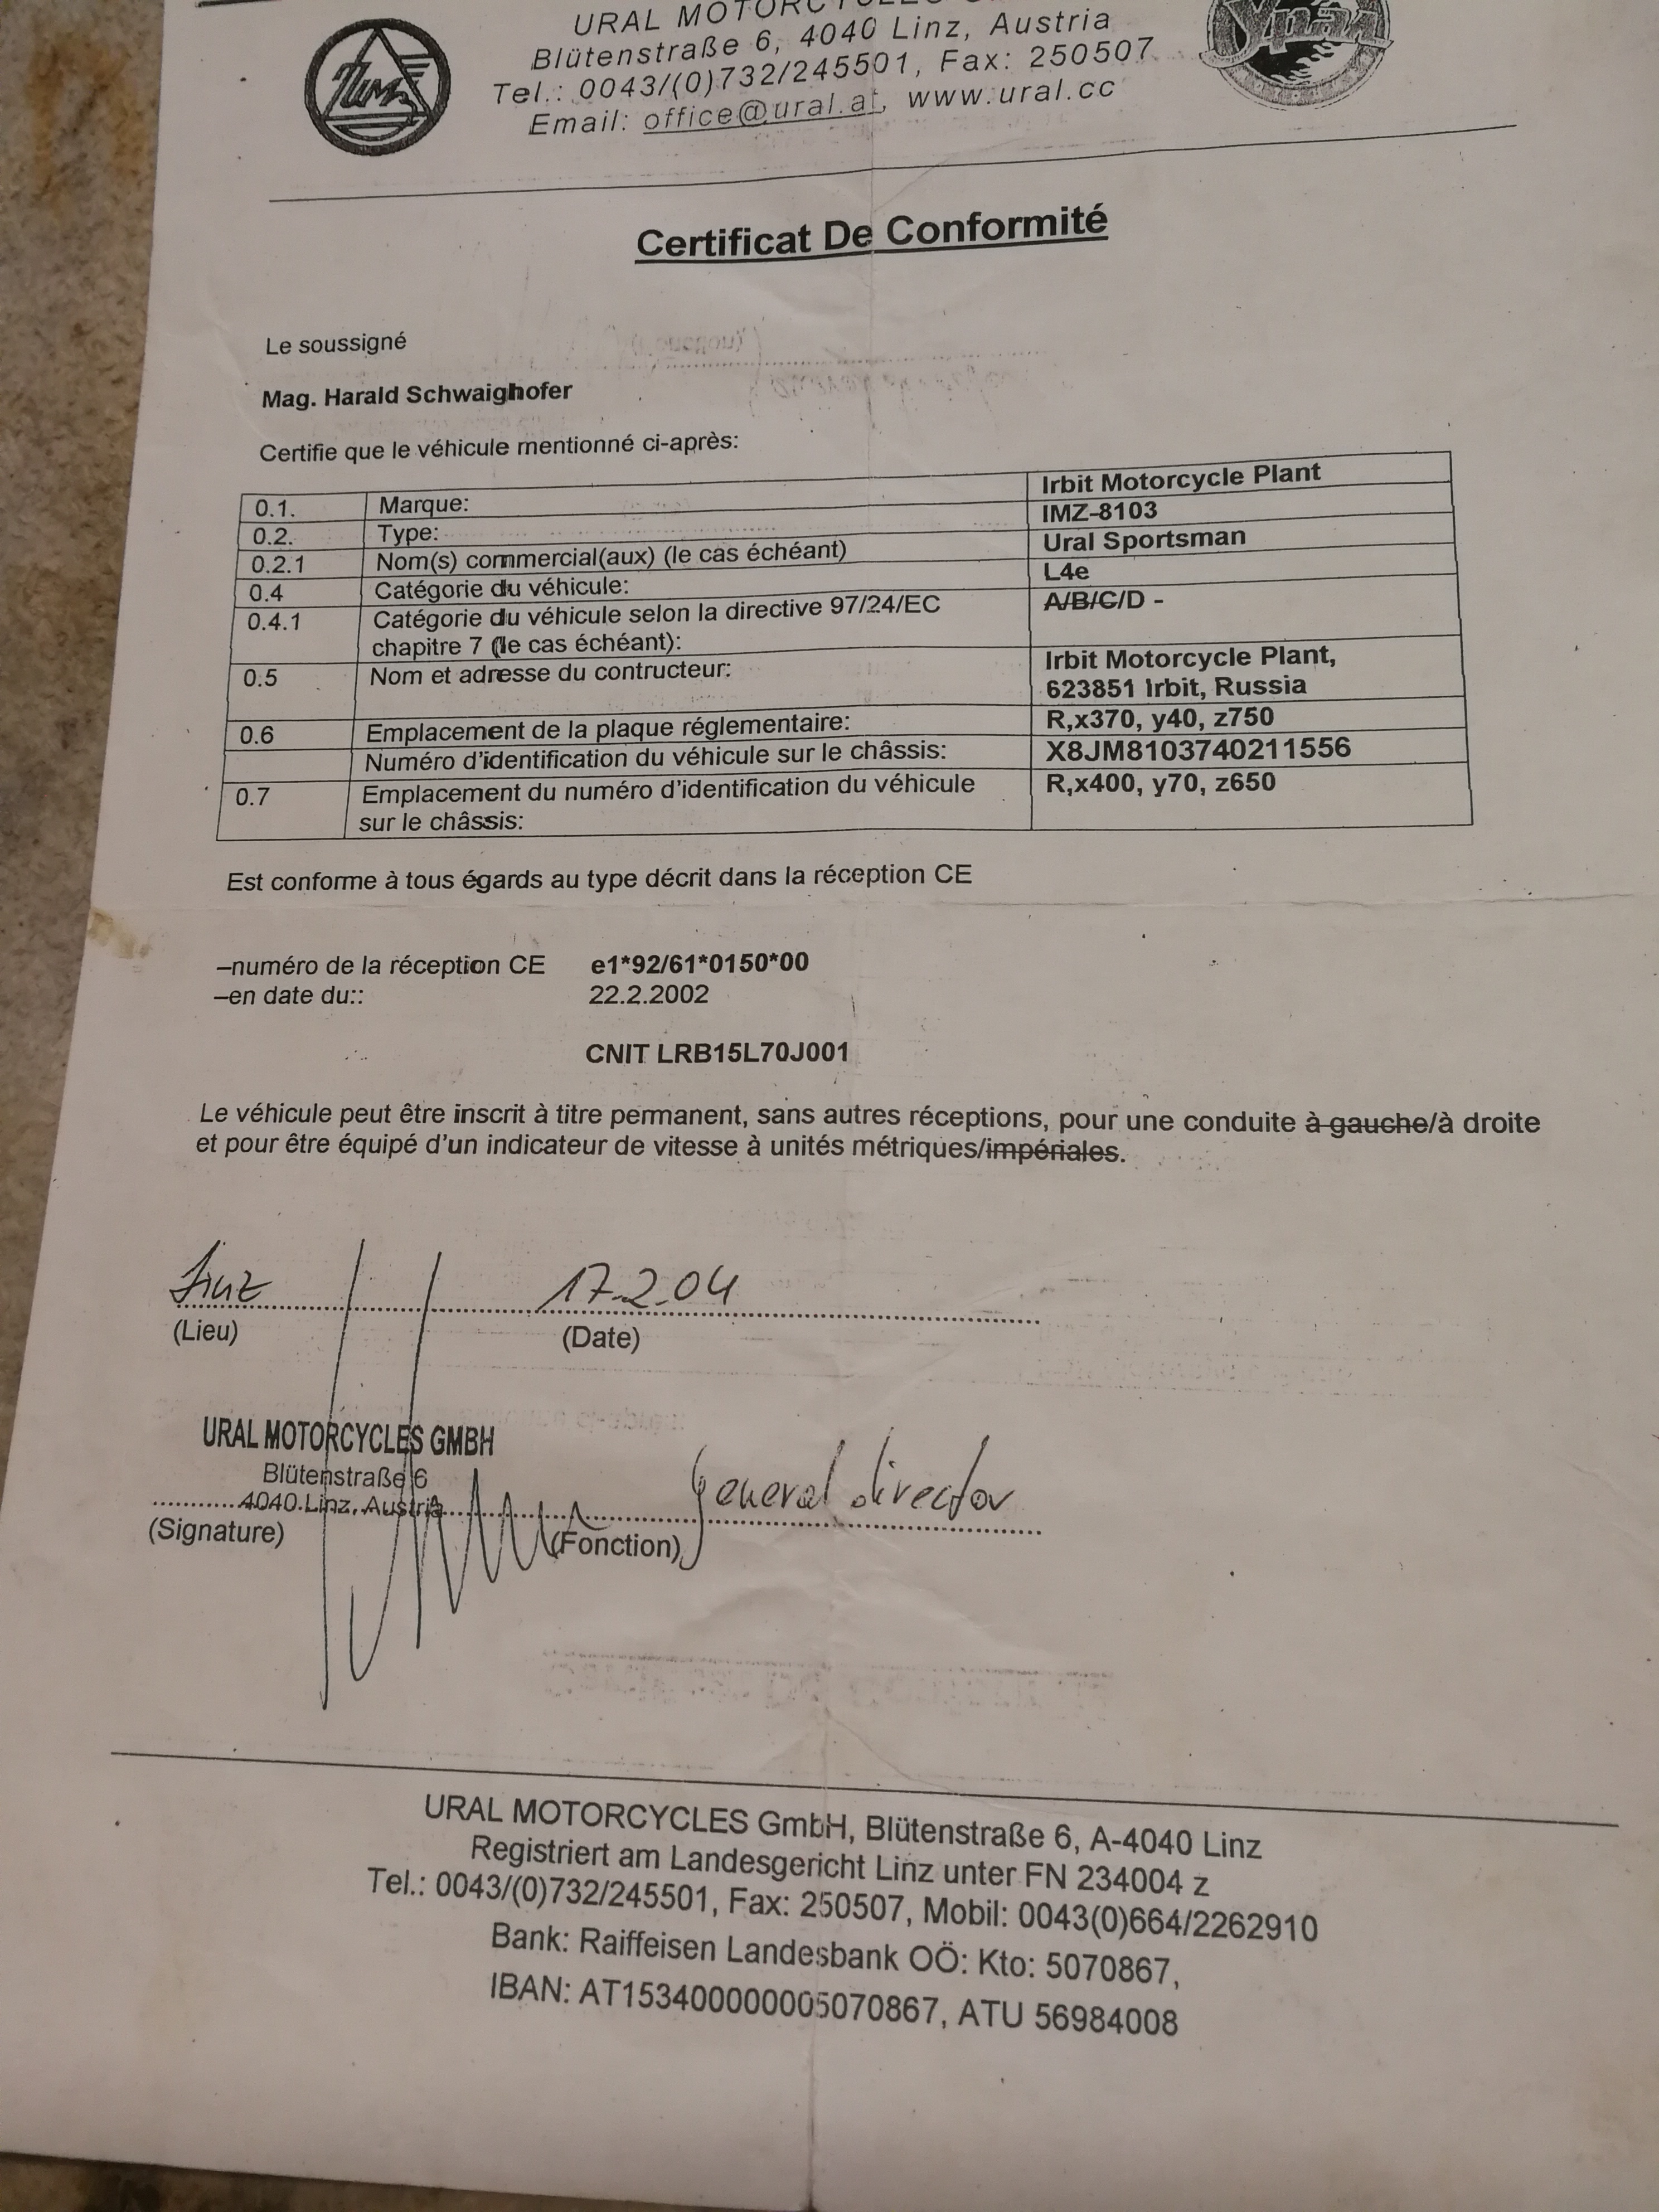 URAL MOTORCYCLES
Blütenstraße 6, 4040 Linz, Austria
Tel.: 0043/(0)732/245501, Fax: 250507
Email: office@ural.at, www.ural.cc
Certificat De Conformité
Le soussigné
Mag. Harald Schwaighofer
Certifie que le véhicule mentionné ci-après:
0.1. Marque: Irbit Motorcycle Plant
0.2. Type: IMZ-8103
0.2.1 Nom(s) commercial(aux) (le cas échéant) Ural Sportsman
0.4 Catégorie du véhicule: L4e
0.4.1 Catégorie du véhicule selon la directive 97/24/EC A/B/C/D -
chapitre 7 (le cas échéant):
0.5 Nom et adresse du contructeur: Irbit Motorcycle Plant,
623851 Irbit, Russia
0.6 Emplacement de la plaque réglementaire: R,x370, y40, z750
Numéro d'identification du véhicule sur le châssis: X8JM8103740211556
0.7 Emplacement du numéro d'identification du véhicule R,x400, y70, z650
sur le châssis:
Est conforme à tous égards au type décrit dans la réception CE
–numéro de la réception CE e1*92/61*0150*00
–en date du:: 22.2.2002
CNIT LRB15L70J001
Le véhicule peut être inscrit à titre permanent, sans autres réceptions, pour une conduite à gauche/à droite
et pour être équipé d'un indicateur de vitesse à unités métriques/impériales.
Linz 17.2.04
(Lieu) (Date)
URAL MOTORCYCLES GMBH
Blütenstraße 6
4040 Linz, Austria General director
(Signature) (Fonction)
URAL MOTORCYCLES GmbH, Blütenstraße 6, A-4040 Linz
Registriert am Landesgericht Linz unter FN 234004 z
Tel.: 0043/(0)732/245501, Fax: 250507, Mobil: 0043(0)664/2262910
Bank: Raiffeisen Landesbank OÖ: Kto: 5070867,
IBAN: AT153400000005070867, ATU 56984008